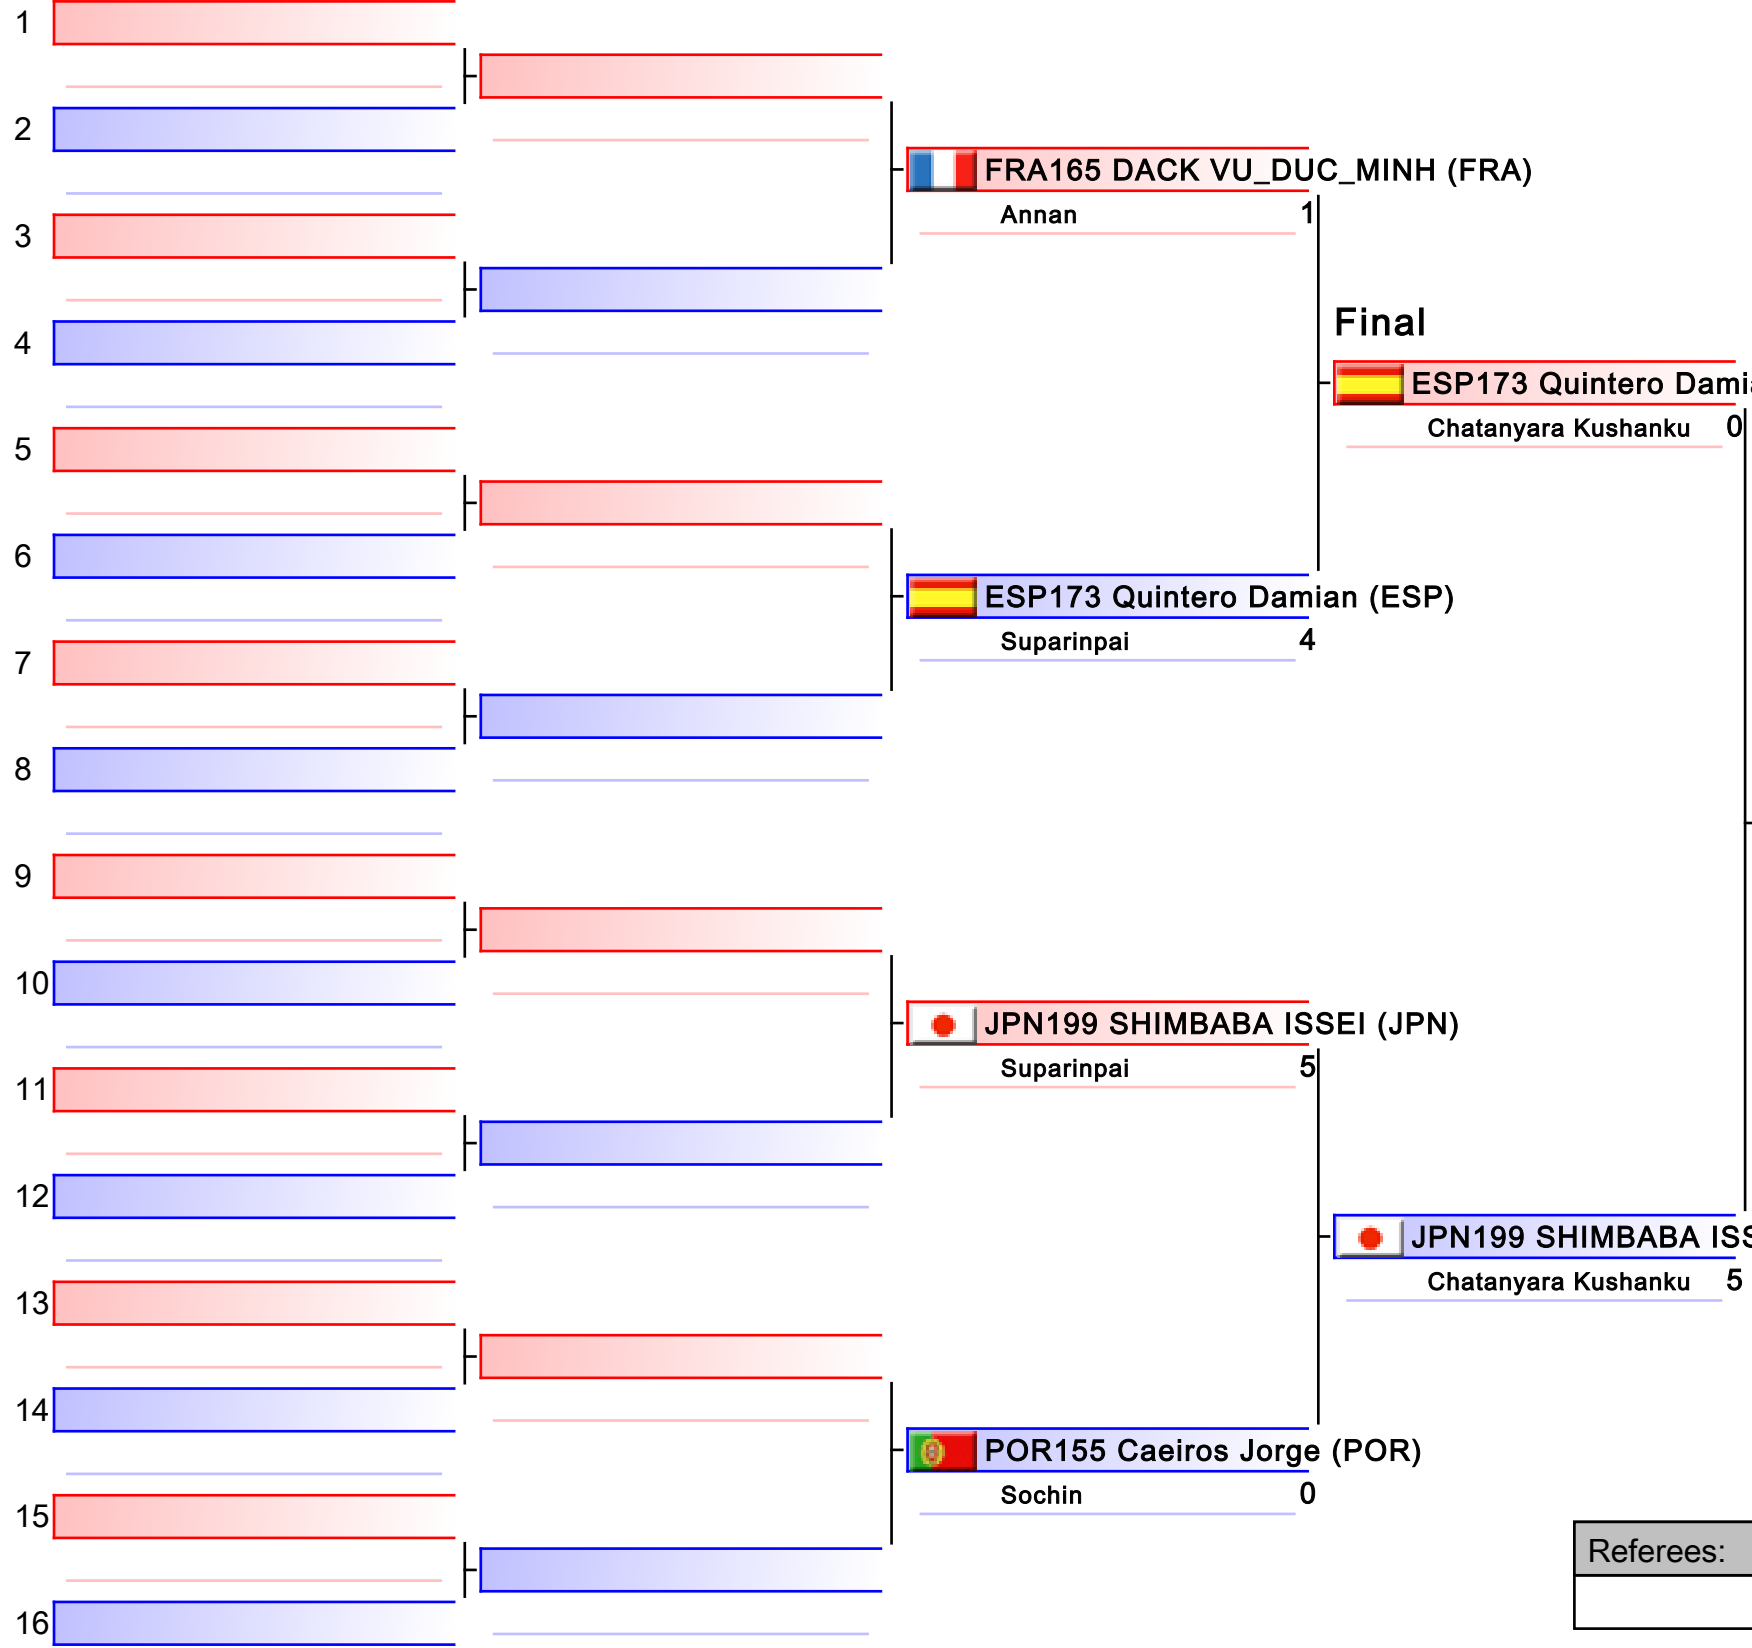 1
2
FRA165 DACK VU_DUC_MINH (FRA)
Annan 1
3
Final
4
ESP173 Quintero Dami
Chatanyara Kushanku 0
5
6
ESP173 Quintero Damian (ESP)
Suparinpai 4
7
8
9
10
JPN199 SHIMBABA ISSEI (JPN)
Suparinpai 5
11
12
JPN199 SHIMBABA ISS
Chatanyara Kushanku 5
13
14
POR155 Caeiros Jorge (POR)
Sochin 0
15
Referees:
16